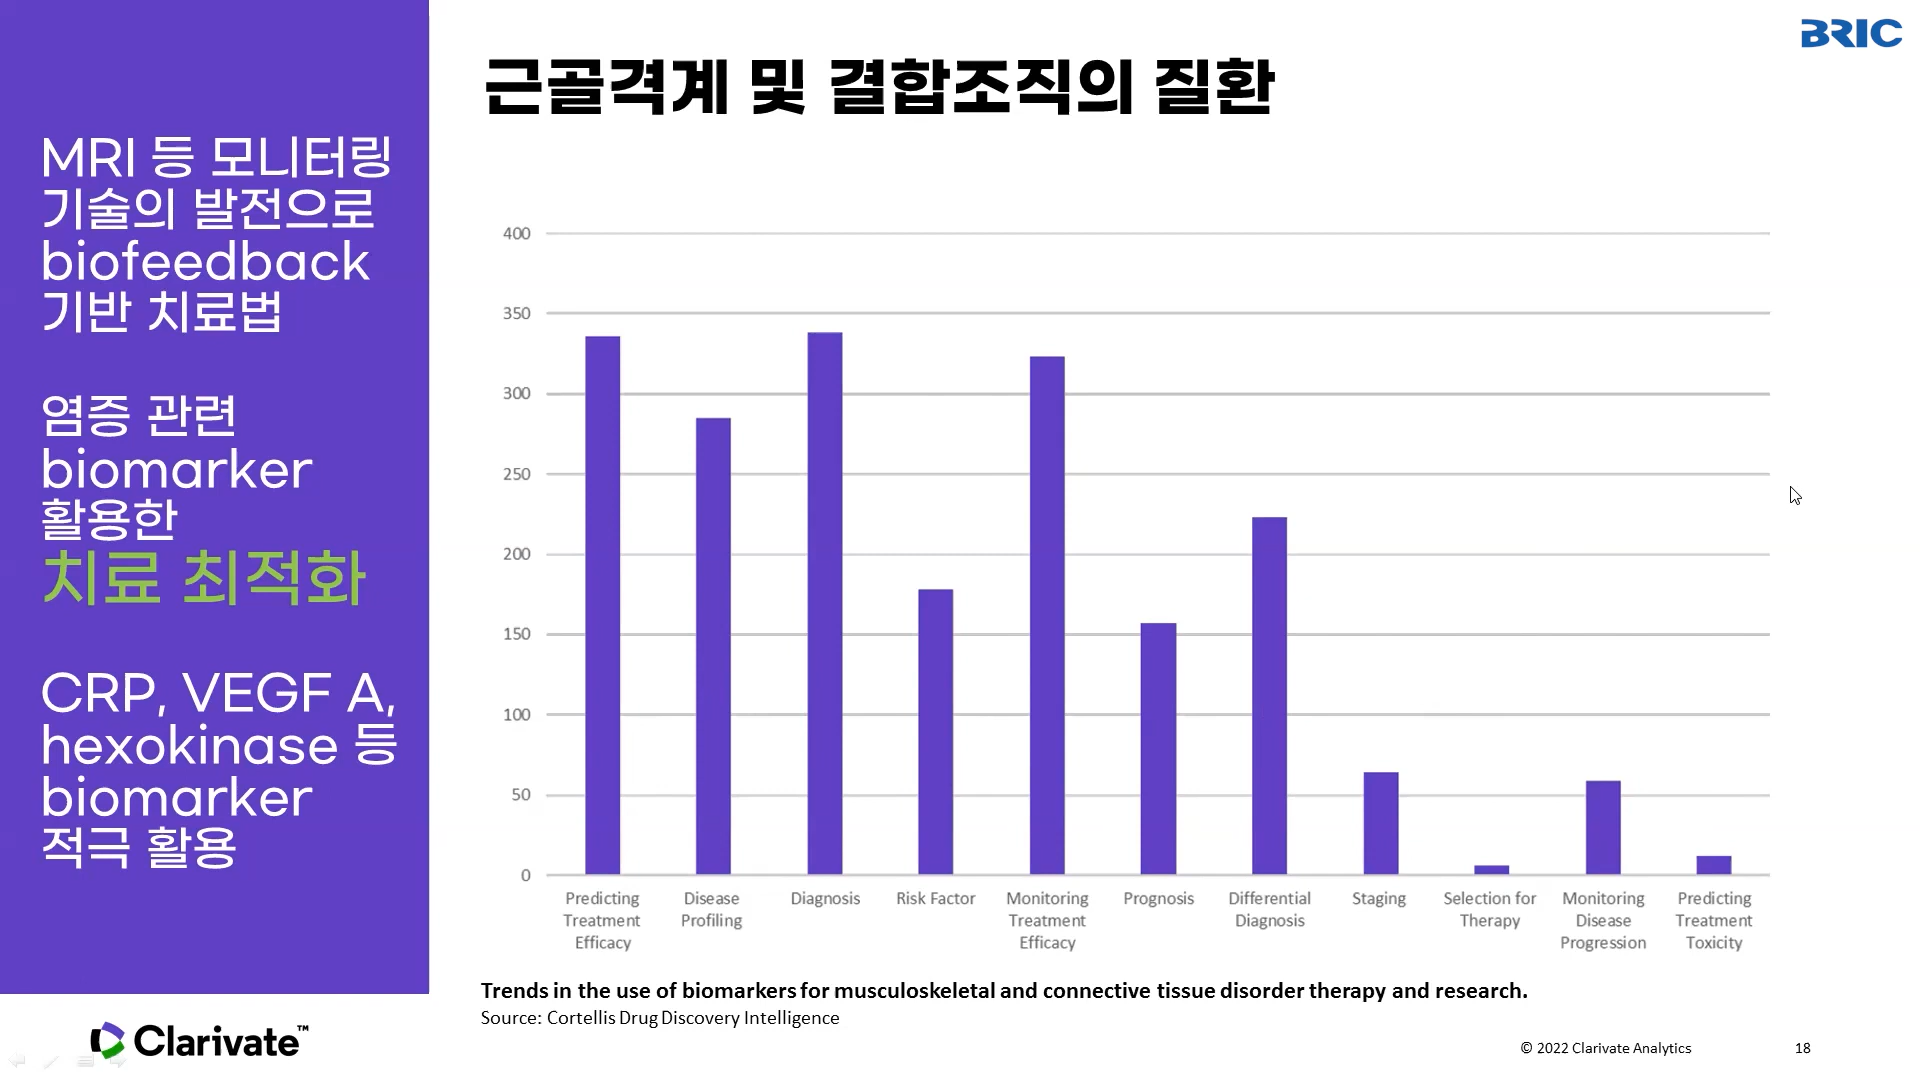 BRIC
근골격계 및 결합조직의 질환
MRI 등 모니터링
기술의 발전으로
biofeedback
기반 치료법
염증 관련
biomarker
활용한
치료 최적화
CRP, VEGF A,
hexokinase 등
biomarker
적극 활용
400
350
300
250
200
150
100
50
0
Predicting
Treatment
Efficacy
Disease
Profiling
Diagnosis
Risk Factor
Monitoring
Treatment
Efficacy
Prognosis
Differential
Diagnosis
Staging
Selection for
Therapy
Monitoring
Disease
Progression
Predicting
Treatment
Toxicity
Trends in the use of biomarkers for musculoskeletal and connective tissue disorder therapy and research.
Source: Cortellis Drug Discovery Intelligence
Clarivate™
© 2022 Clarivate Analytics
18